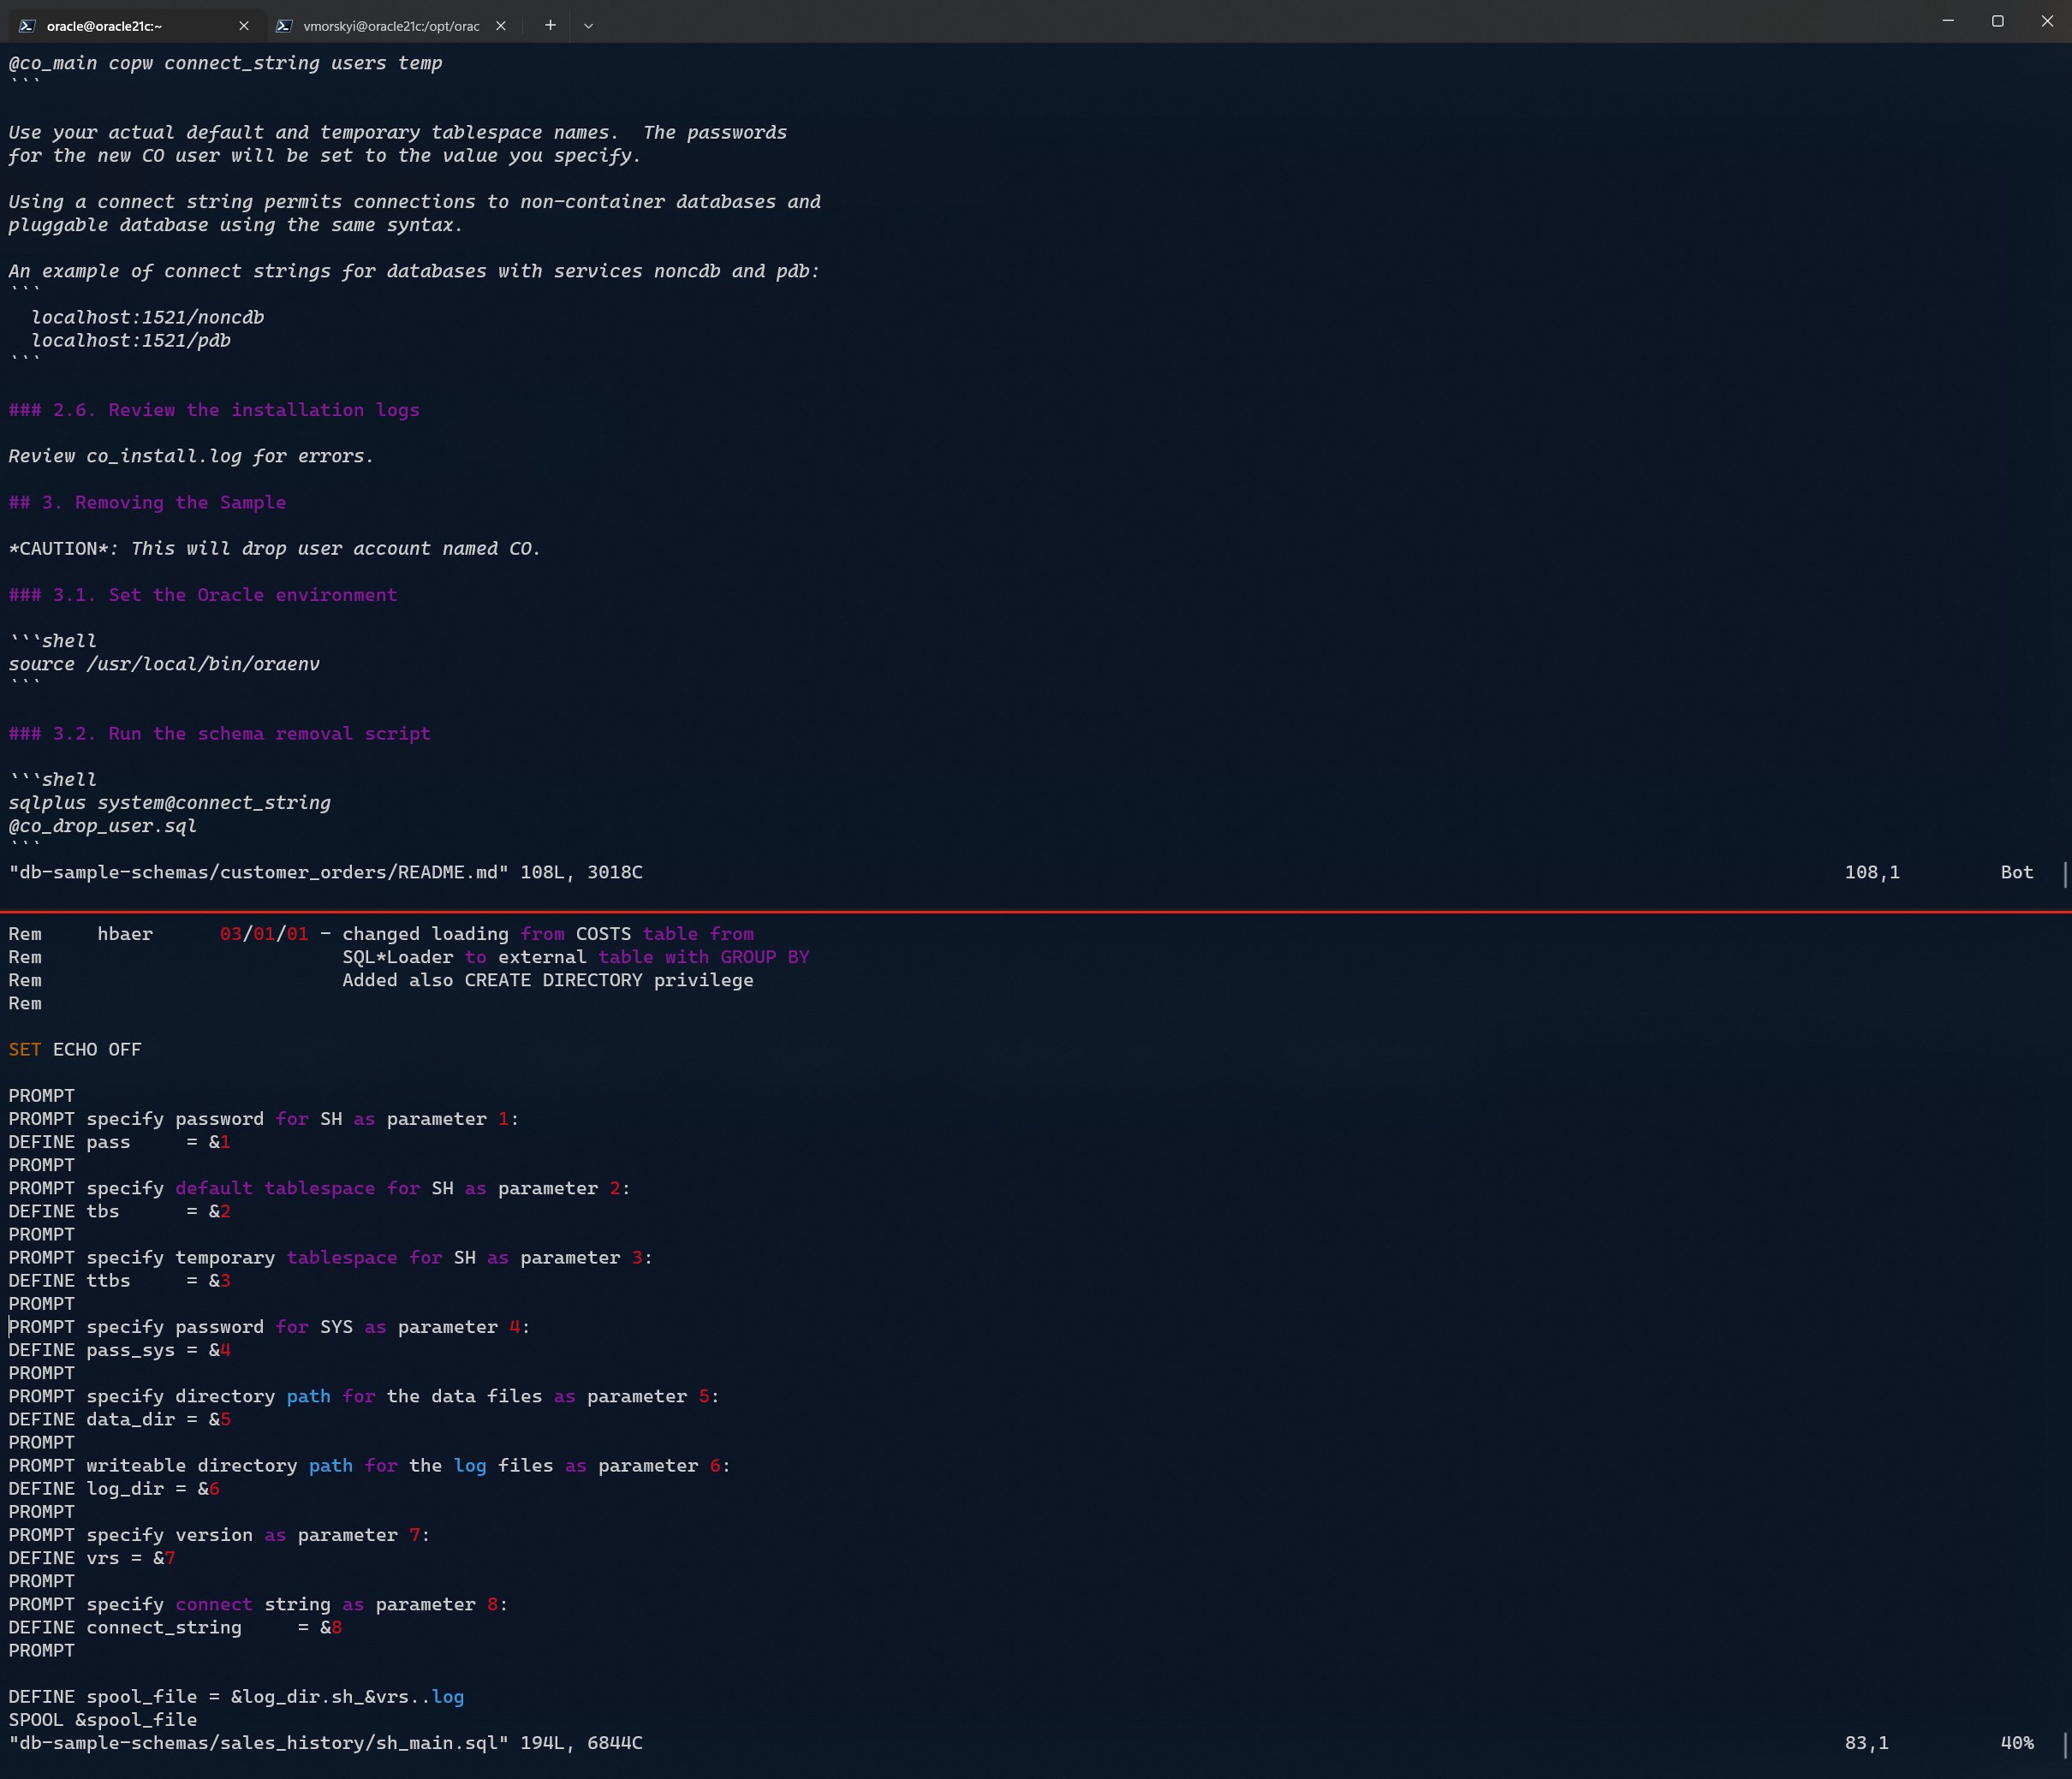 oracle@oracle21c:~
vmorskyi@oracle21c:/opt/orac
@co_main copw connect_string users temp
```
Use your actual default and temporary tablespace names.  The passwords
for the new CO user will be set to the value you specify.
Using a connect string permits connections to non-container databases and
pluggable database using the same syntax.
An example of connect strings for databases with services noncdb and pdb:
```
  localhost:1521/noncdb
  localhost:1521/pdb
```
### 2.6. Review the installation logs
Review co_install.log for errors.
## 3. Removing the Sample
*CAUTION*: This will drop user account named CO.
### 3.1. Set the Oracle environment
```shell
source /usr/local/bin/oraenv
```
### 3.2. Run the schema removal script
```shell
sqlplus system@connect_string
@co_drop_user.sql
```
"db-sample-schemas/customer_orders/README.md" 108L, 3018C 108,1 Bot
Rem     hbaer      03/01/01 - changed loading from COSTS table from
Rem                           SQL*Loader to external table with GROUP BY
Rem                           Added also CREATE DIRECTORY privilege
Rem
SET ECHO OFF
PROMPT
PROMPT specify password for SH as parameter 1:
DEFINE pass     = &1
PROMPT
PROMPT specify default tablespace for SH as parameter 2:
DEFINE tbs      = &2
PROMPT
PROMPT specify temporary tablespace for SH as parameter 3:
DEFINE ttbs     = &3
PROMPT
PROMPT specify password for SYS as parameter 4:
DEFINE pass_sys = &4
PROMPT
PROMPT specify directory path for the data files as parameter 5:
DEFINE data_dir = &5
PROMPT
PROMPT writeable directory path for the log files as parameter 6:
DEFINE log_dir = &6
PROMPT
PROMPT specify version as parameter 7:
DEFINE vrs = &7
PROMPT
PROMPT specify connect string as parameter 8:
DEFINE connect_string     = &8
PROMPT
DEFINE spool_file = &log_dir.sh_&vrs..log
SPOOL &spool_file
"db-sample-schemas/sales_history/sh_main.sql" 194L, 6844C 83,1 40%